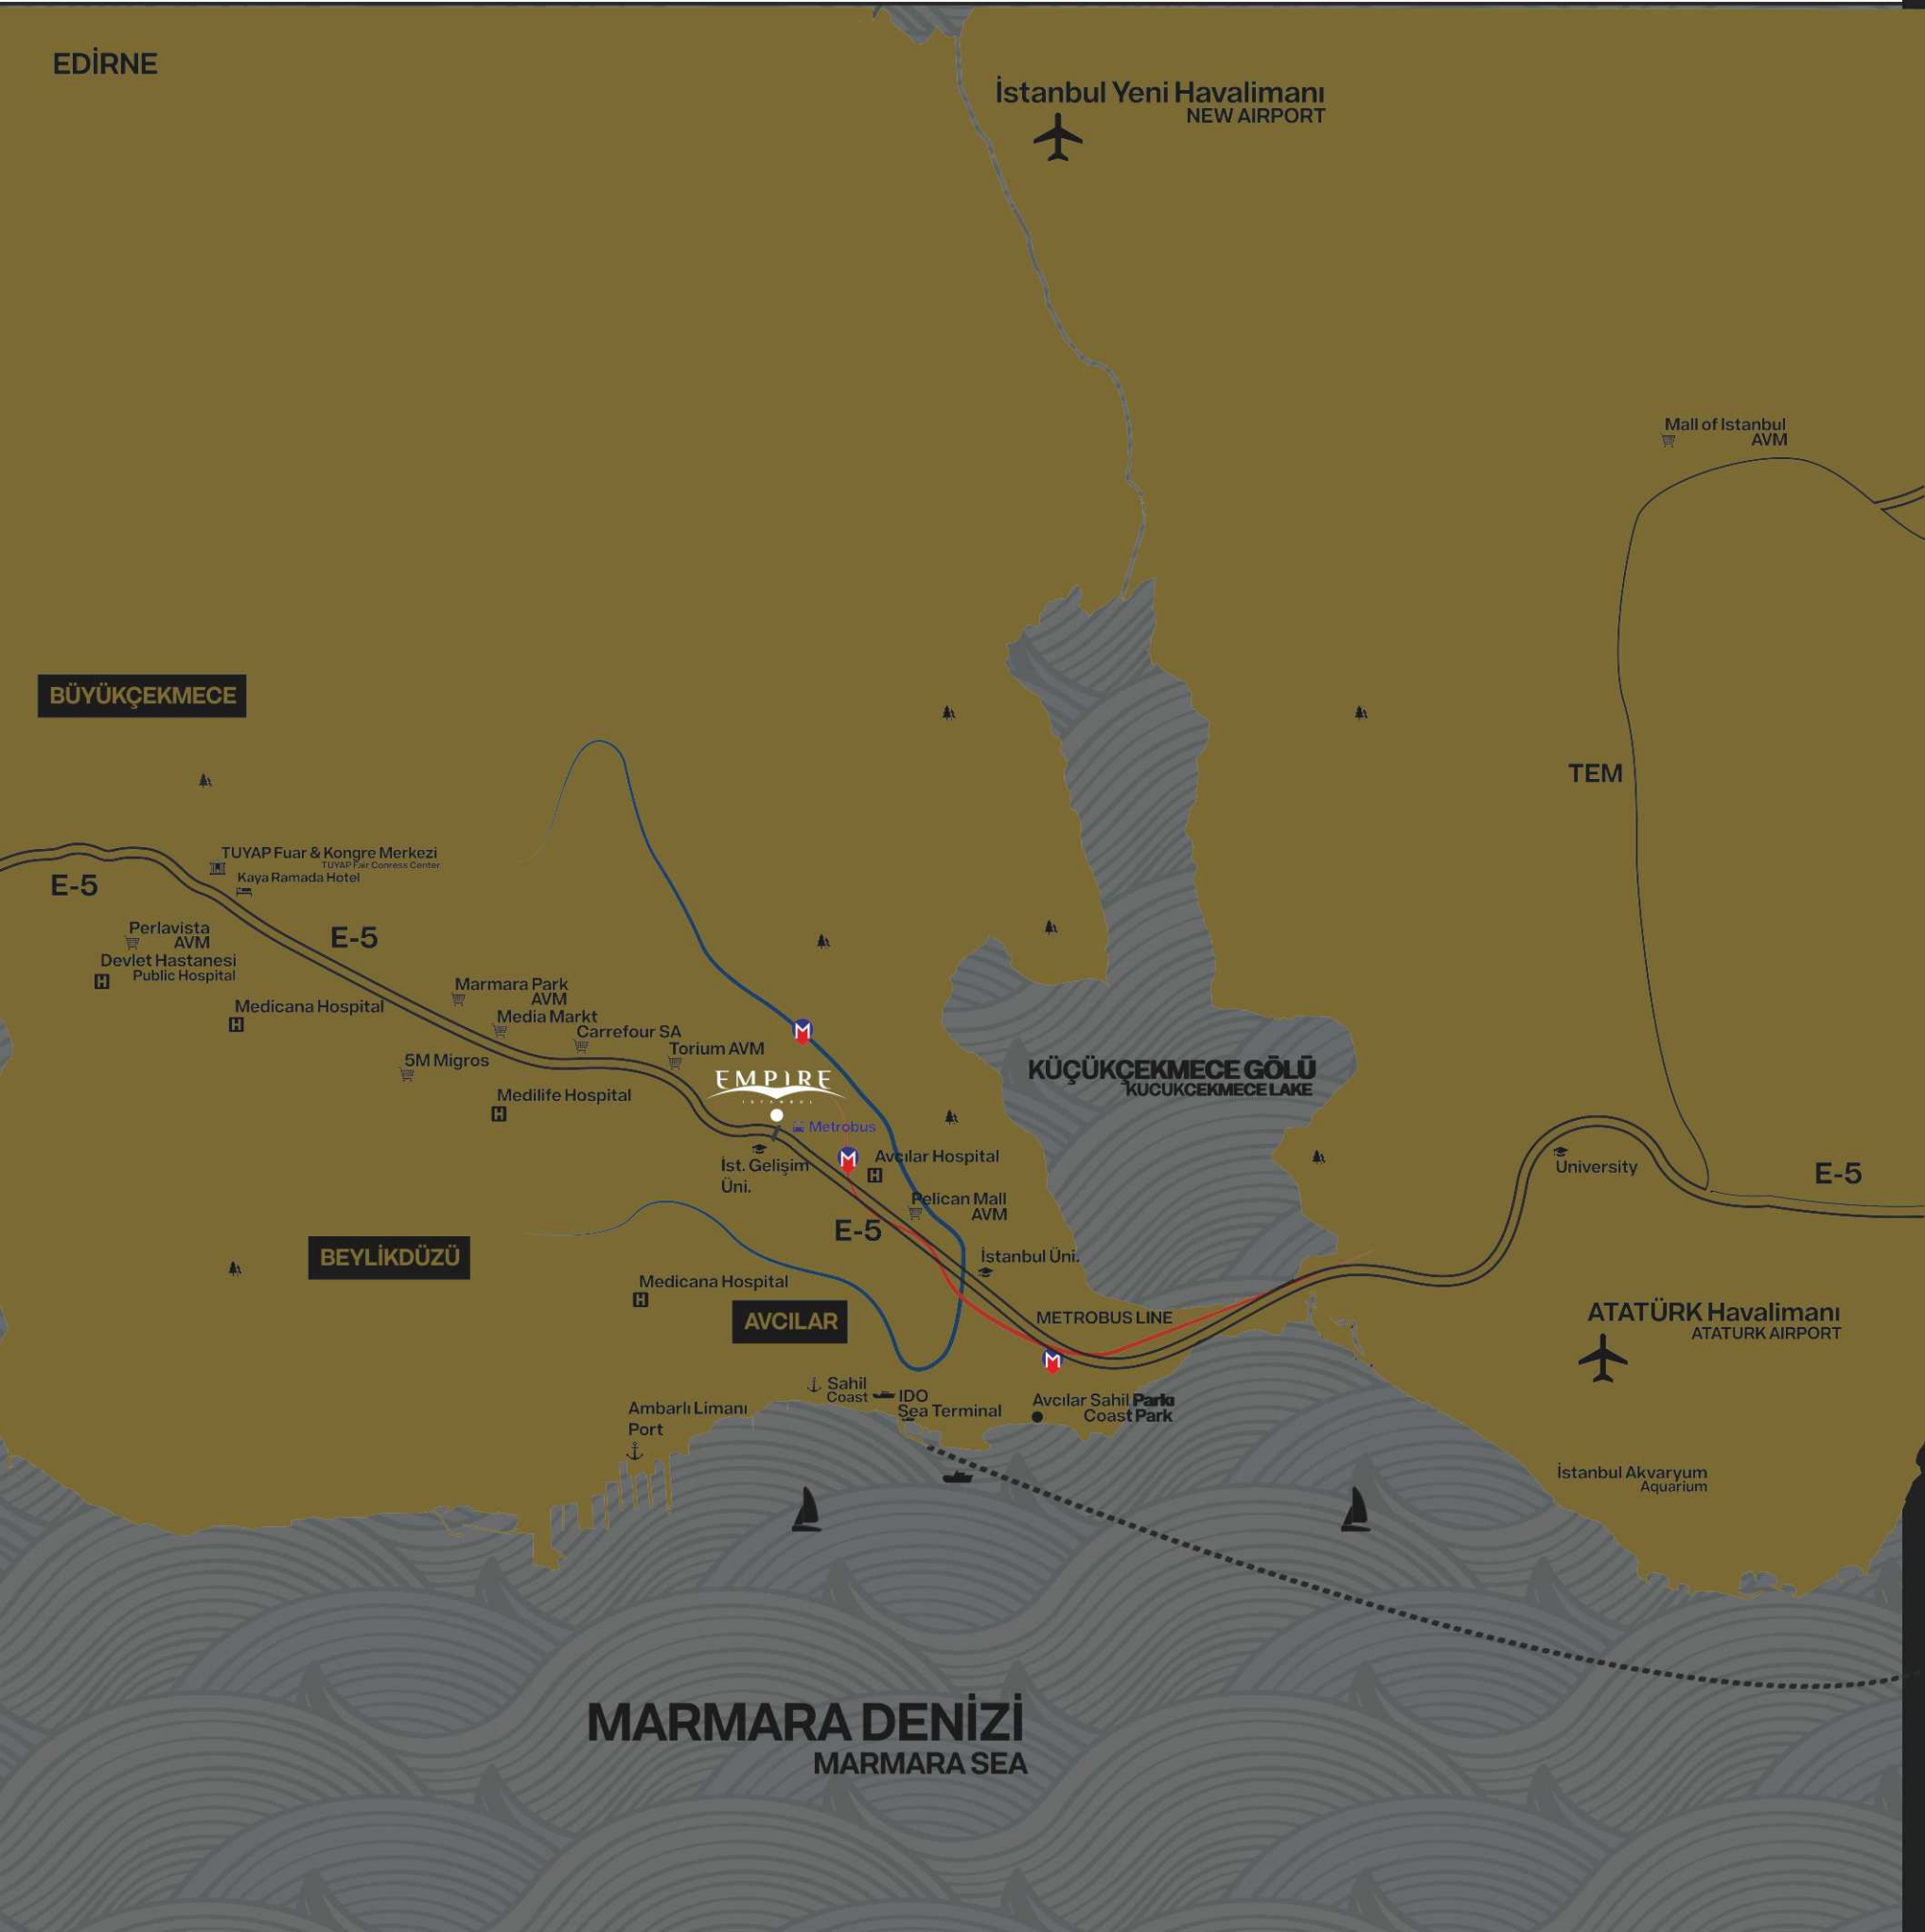 EDİRNE
İstanbul Yeni Havalimanı
NEW AIRPORT
Mall of Istanbul
AVM
BÜYÜKÇEKMECE
TEM
TUYAP Fuar & Kongre Merkezi
TUYAP Fair Conress Center
Kaya Ramada Hotel
E-5
E-5
Perlavista
AVM
Devlet Hastanesi
Public Hospital
Medicana Hospital
Marmara Park
AVM
Media Markt
Carrefour SA
Torium AVM
5M Migros
Medilife Hospital
EMPIRE
ISTANBUL
Metrobus
KÜÇÜKÇEKMECE GÖLÜ
KUCUKCEKMECE LAKE
İst. Gelişim
Üni.
Avcılar Hospital
University
E-5
Pelican Mall
AVM
E-5
BEYLİKDÜZÜ
İstanbul Üni.
Medicana Hospital
AVCILAR
METROBUS LINE
ATATÜRK Havalimanı
ATATURK AIRPORT
Sahil
Coast
IDO
Sea Terminal
Avcılar Sahil Parkı
Coast Park
Ambarlı Limanı
Port
İstanbul Akvaryum
Aquarium
MARMARA DENİZİ
MARMARA SEA